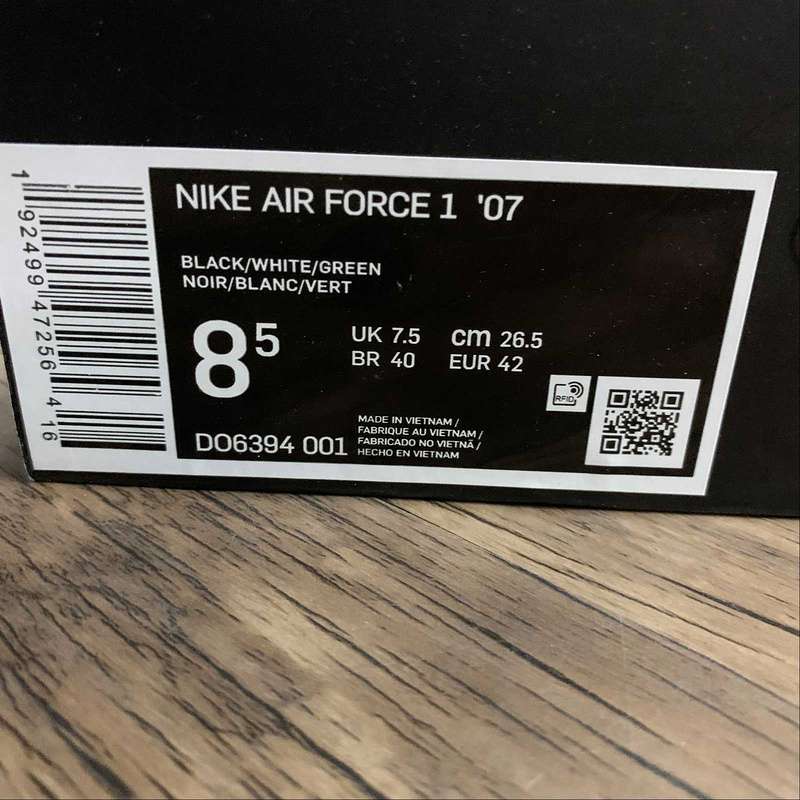 NIKE AIR FORCE 1 '07
BLACK/WHITE/GREEN
NOIR/BLANC/VERT
8 5
UK 7.5 cm 26.5
BR 40 EUR 42
RFID
DO6394 001
MADE IN VIETNAM /
FABRIQUE AU VIETNAM /
FABRICADO NO VIETNÃ /
HECHO EN VIETNAM
1 92499 47256 4 16